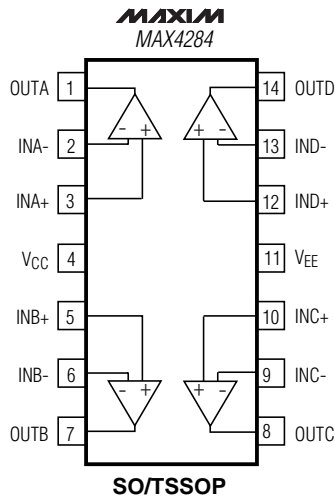 MAXIM
MAX4284
OUTA 1 14 OUTD
- + + -
INA- 2 13 IND-
INA+ 3 12 IND+
VCC 4 11 VEE
INB+ 5 10 INC+
INB- 6 - + + - 9 INC-
OUTB 7 8 OUTC
SO/TSSOP